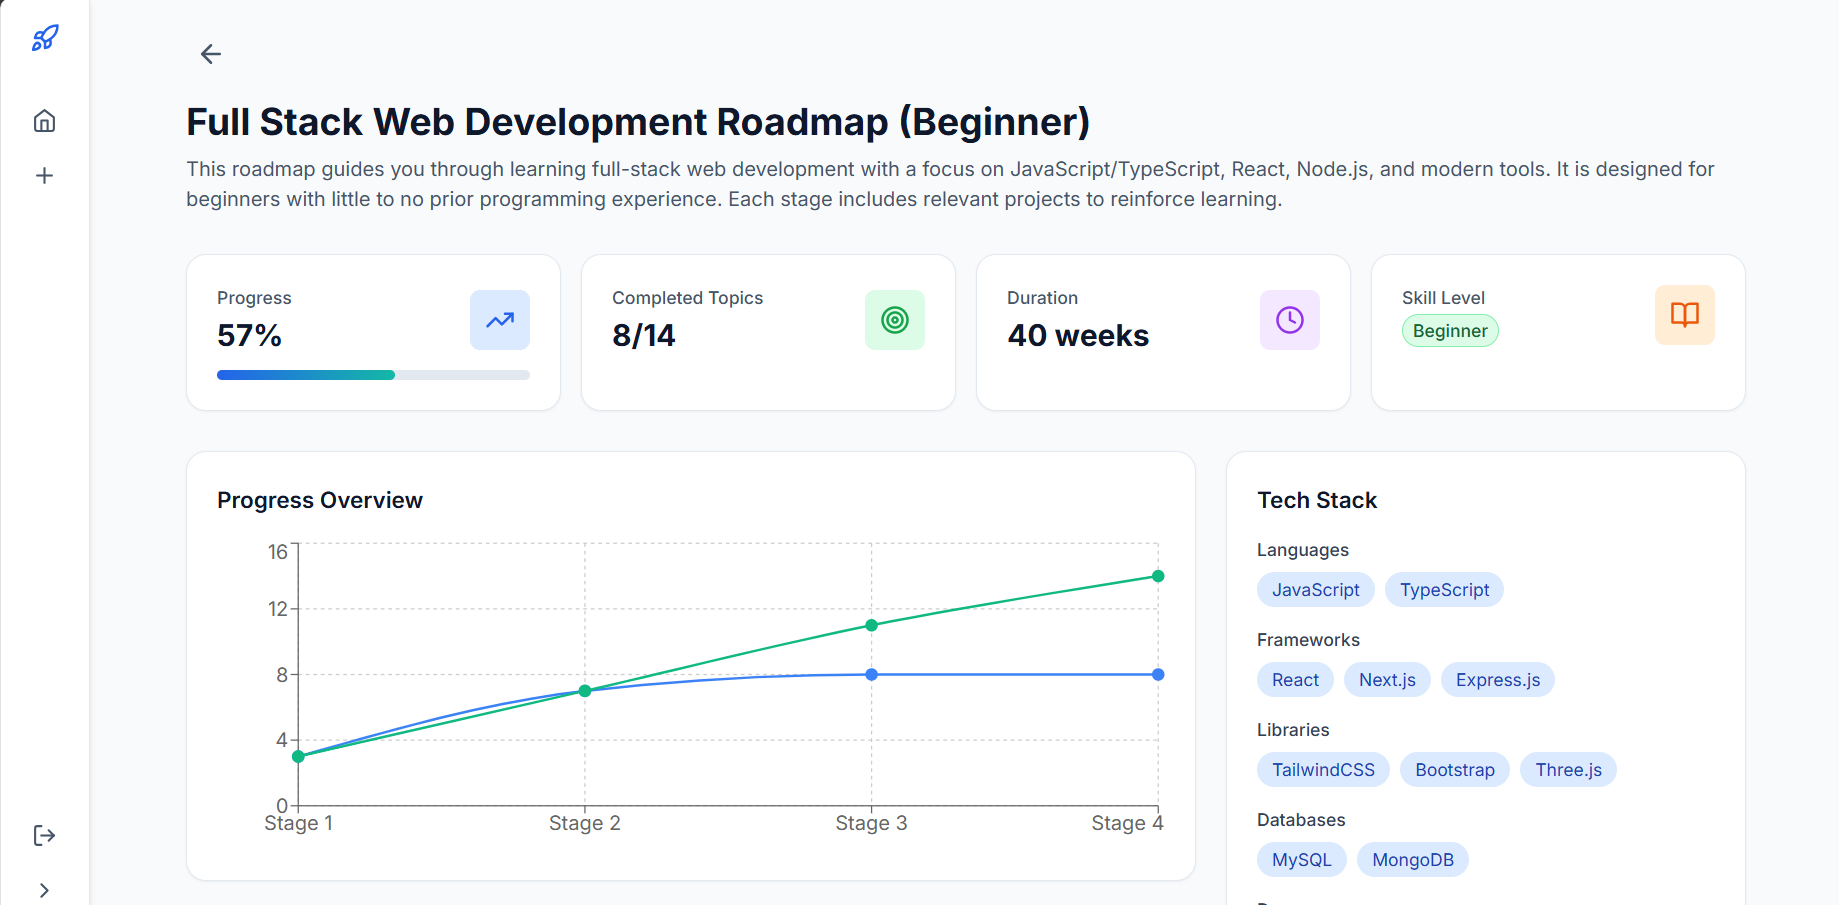 Full Stack Web Development Roadmap (Beginner)
This roadmap guides you through learning full-stack web development with a focus on JavaScript/TypeScript, React, Node.js, and modern tools. It is designed for
beginners with little to no prior programming experience. Each stage includes relevant projects to reinforce learning.
Progress
57%
Completed Topics
8/14
Duration
40 weeks
Skill Level
Beginner
Progress Overview
16
12
8
4
0
Stage 1
Stage 2
Stage 3
Stage 4
Tech Stack
Languages
JavaScript
TypeScript
Frameworks
React
Next.js
Express.js
Libraries
TailwindCSS
Bootstrap
Three.js
Databases
MySQL
MongoDB